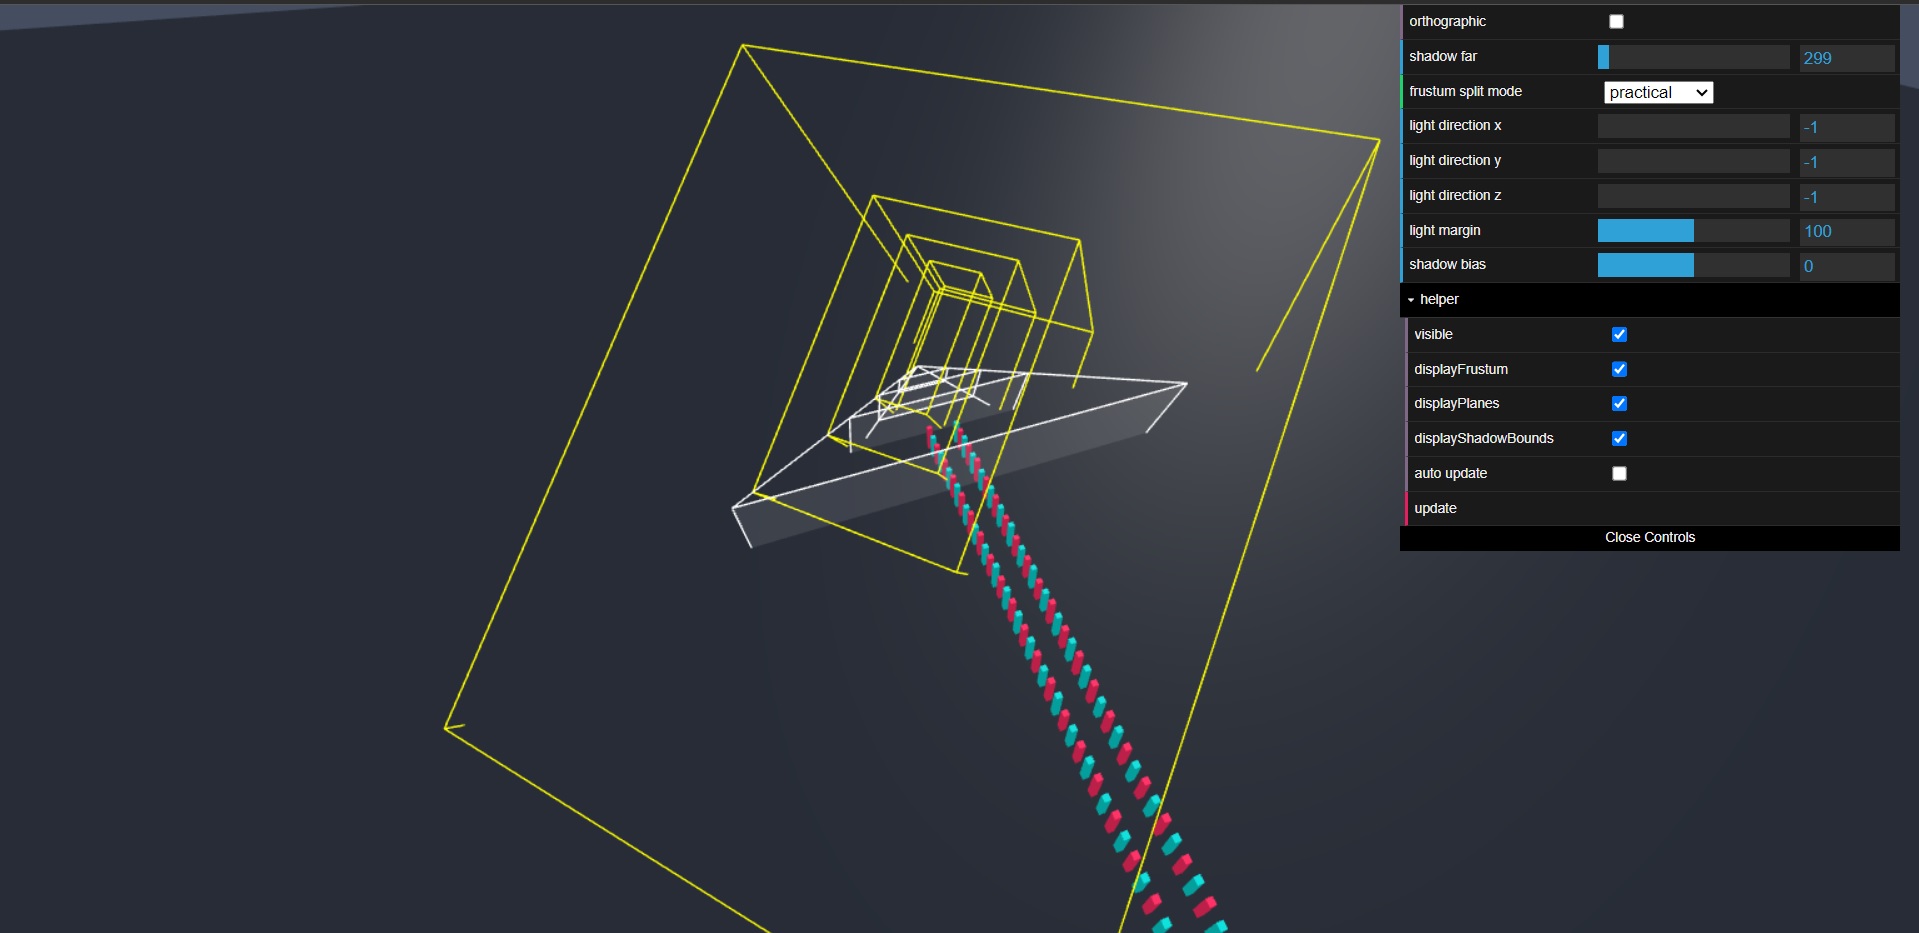 orthographic
shadow far 299
frustum split mode practical
light direction x -1
light direction y -1
light direction z -1
light margin 100
shadow bias 0
helper
visible
displayFrustum
displayPlanes
displayShadowBounds
auto update
update
Close Controls